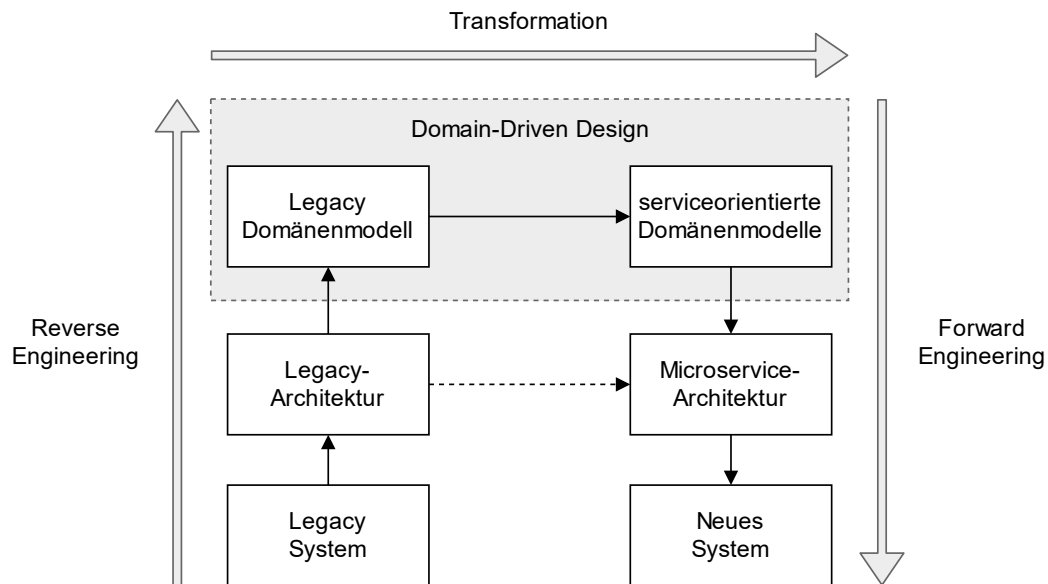 Transformation
Domain-Driven Design
Legacy
Domänenmodell
serviceorientierte
Domänenmodelle
Reverse
Engineering
Legacy-
Architektur
Microservice-
Architektur
Forward
Engineering
Legacy
System
Neues
System